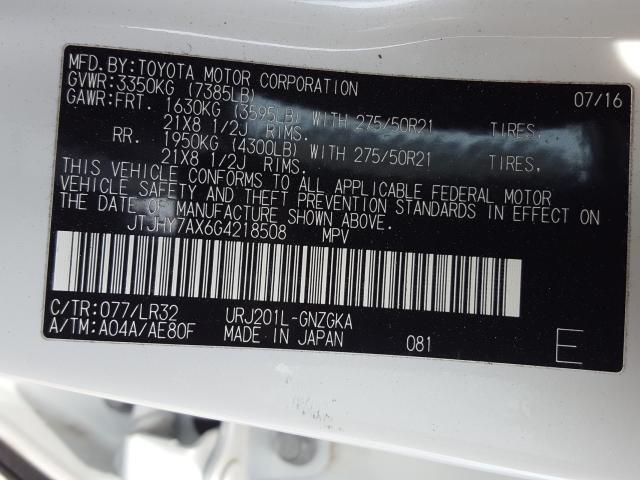 MFD.BY:TOYOTA MOTOR CORPORATION 07/16
GVWR:3350KG (7385LB)
GAWR:FRT. 1630KG (3595LB) WITH 275/50R21 TIRES,
21X8 1/2J RIMS.
RR. 1950KG (4300LB) WITH 275/50R21 TIRES,
21X8 1/2J RIMS.
THIS VEHICLE CONFORMS TO ALL APPLICABLE FEDERAL MOTOR
VEHICLE SAFETY AND THEFT PREVENTION STANDARDS IN EFFECT ON
THE DATE OF MANUFACTURE SHOWN ABOVE.
JTJHY7AX6G4218508 MPV
C/TR:077/LR32 URJ201L-GNZGKA
A/TM:A04A/AE80F MADE IN JAPAN 081 E